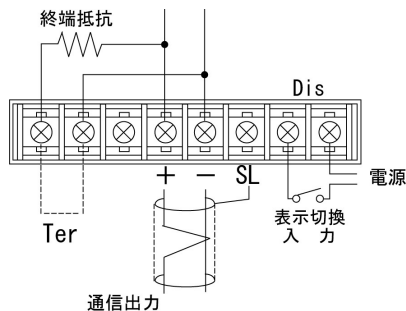 終端抵抗
Dis
＋ － SL
電源
Ter
表示切換
入 力
通信出力